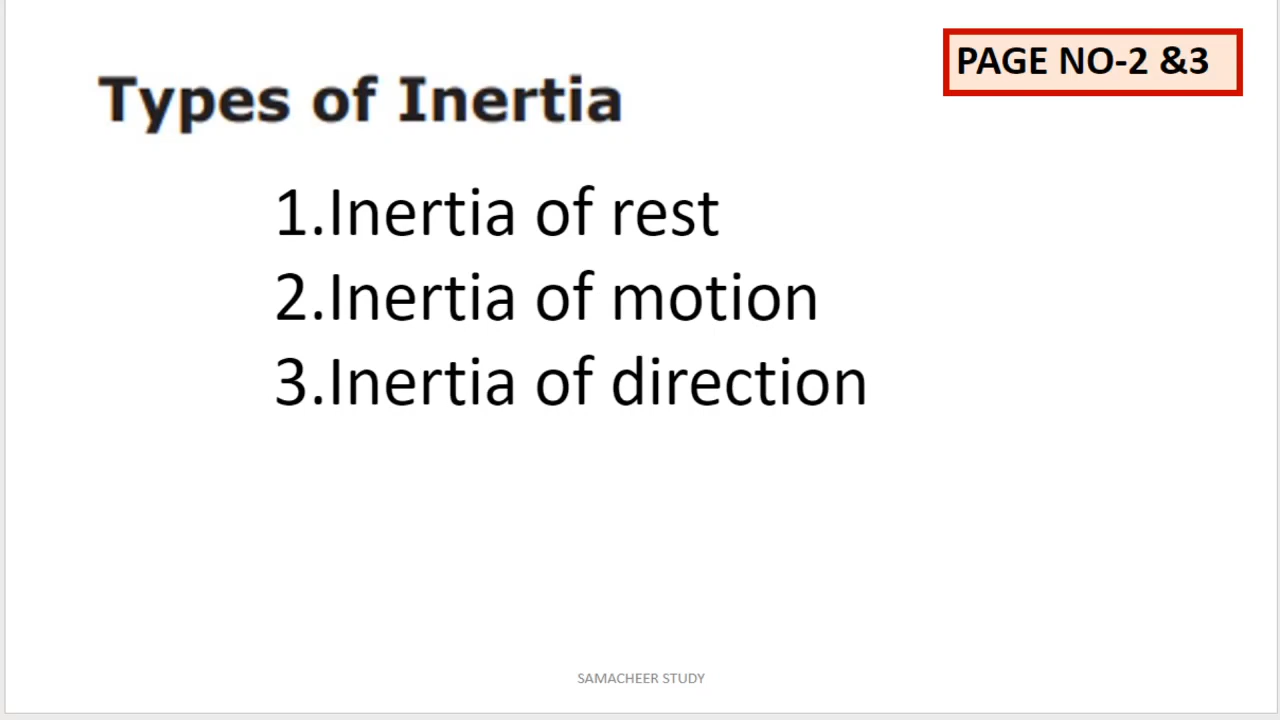 PAGE NO-2 &3
Types of Inertia
1.Inertia of rest
2.Inertia of motion
3.Inertia of direction
SAMACHEER STUDY